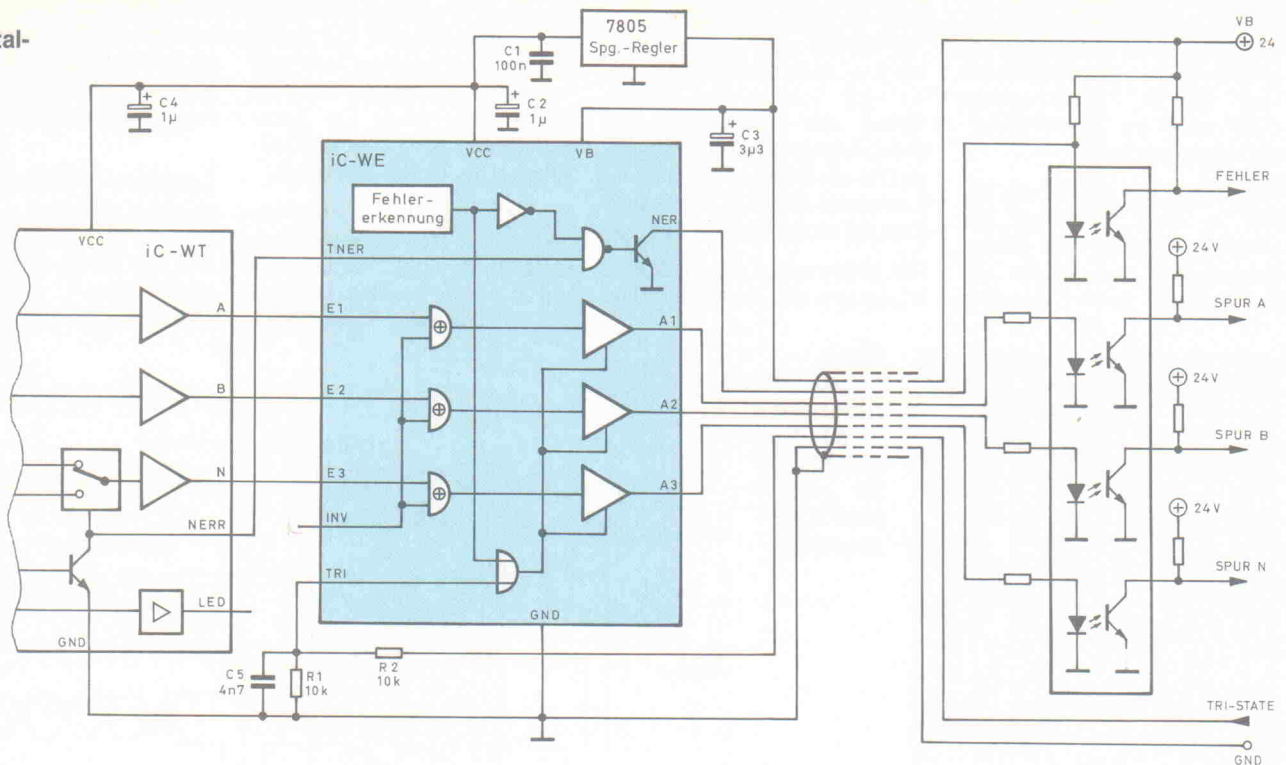 tal-
7805
Spg.-Regler
C1
100n
VB
24
C4
1µ
+
C2
1µ
+
C3
3µ3
+
VCC
VB
iC-WE
Fehler-
erkennung
NER
FEHLER
VCC
iC-WT
TNER
24V
A
E1
A1
SPUR A
24V
B
E2
A2
SPUR B
24V
N
E3
A3
NERR
INV
SPUR N
TRI
LED
GND
GND
C5
4n7
R1
10k
R2
10k
TRI-STATE
GND